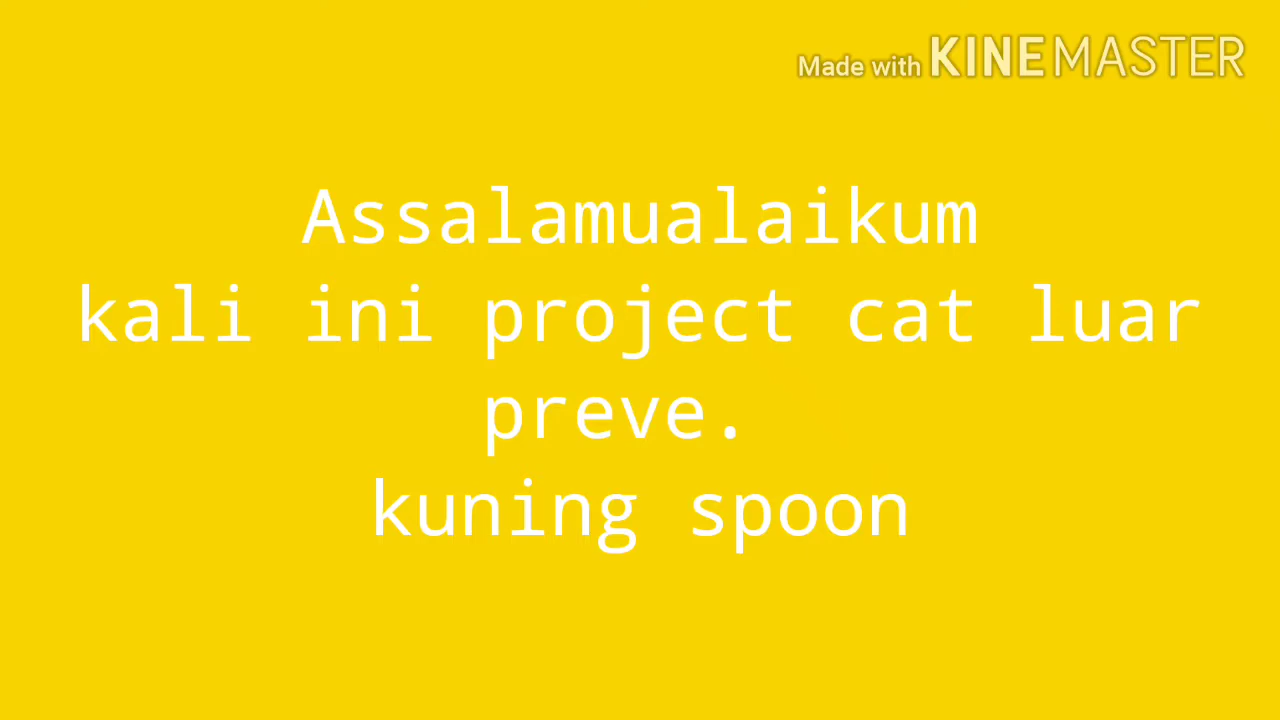 Made with KINEMASTER
Assalamualaikum
kali ini project cat luar
preve.
kuning spoon